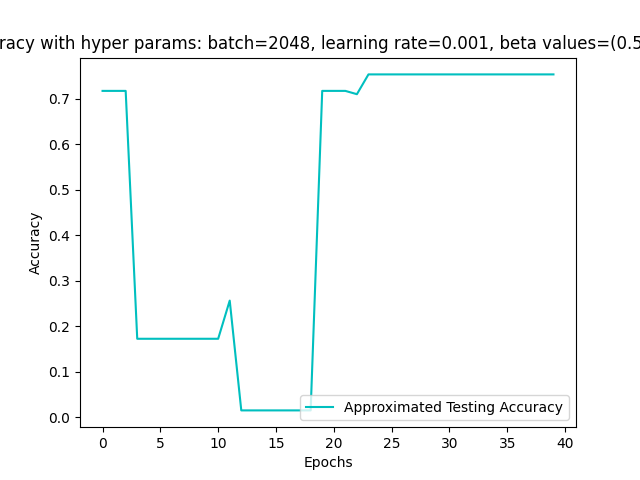 racy with hyper params: batch=2048, learning rate=0.001, beta values=(0.5
0.7
0.6
0.5
0.4
0.3
0.2
0.1
0.0
Accuracy
Approximated Testing Accuracy
0 5 10 15 20 25 30 35 40
Epochs